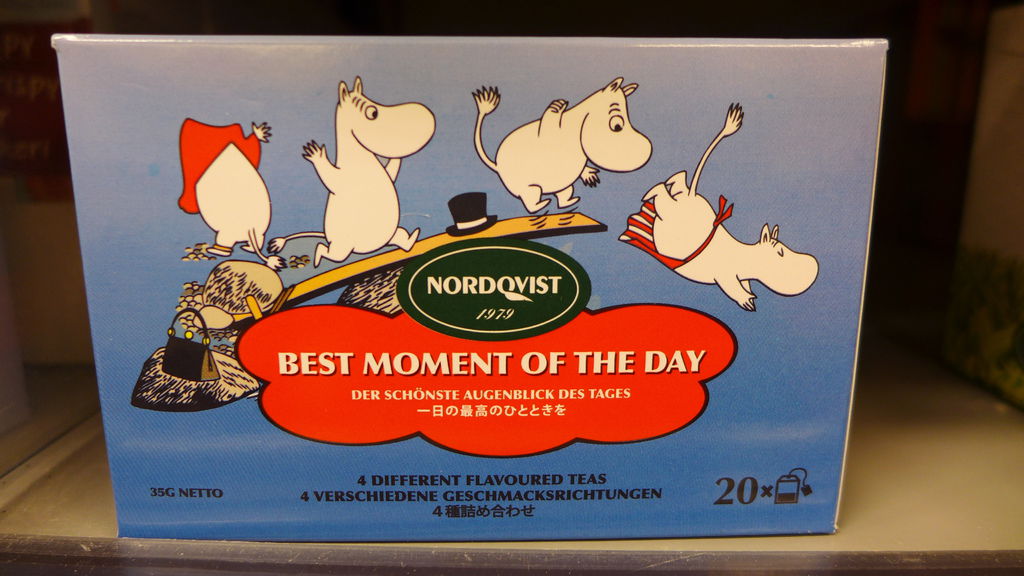 NORDQVIST
1979
BEST MOMENT OF THE DAY
DER SCHÖNSTE AUGENBLICK DES TAGES
一日の最高のひとときを
4 DIFFERENT FLAVOURED TEAS
4 VERSCHIEDENE GESCHMACKSRICHTUNGEN
4種詰め合わせ
35G NETTO
20×